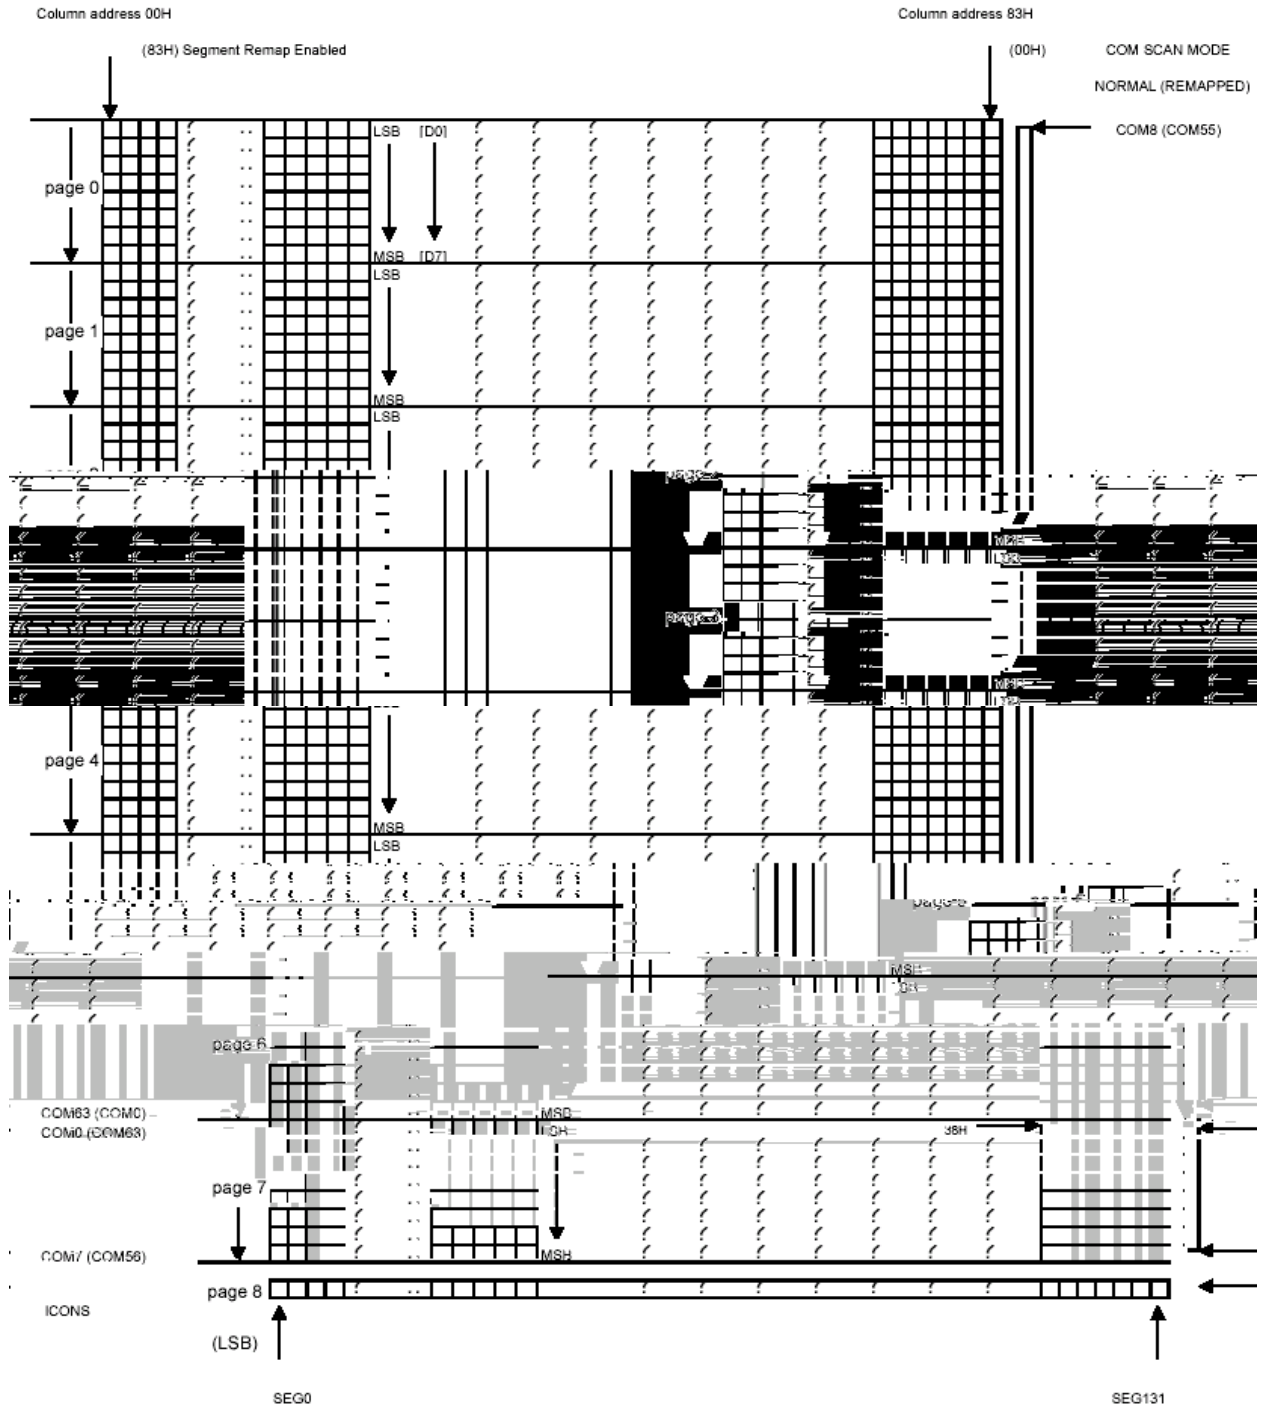 Column address 00H
Column address 83H
(83H) Segment Remap Enabled
(00H)
COM SCAN MODE
NORMAL (REMAPPED)
LSB [D0]
COM8 (COM55)
page 0
MSB [D7]
LSB
page 1
MSB
LSB
page 4
MSB
LSB
page 6
COM63 (COM0)
COM0 (COM63)
page 7
COM7 (COM56)
page 8
ICONS
(LSB)
SEG0
SEG131